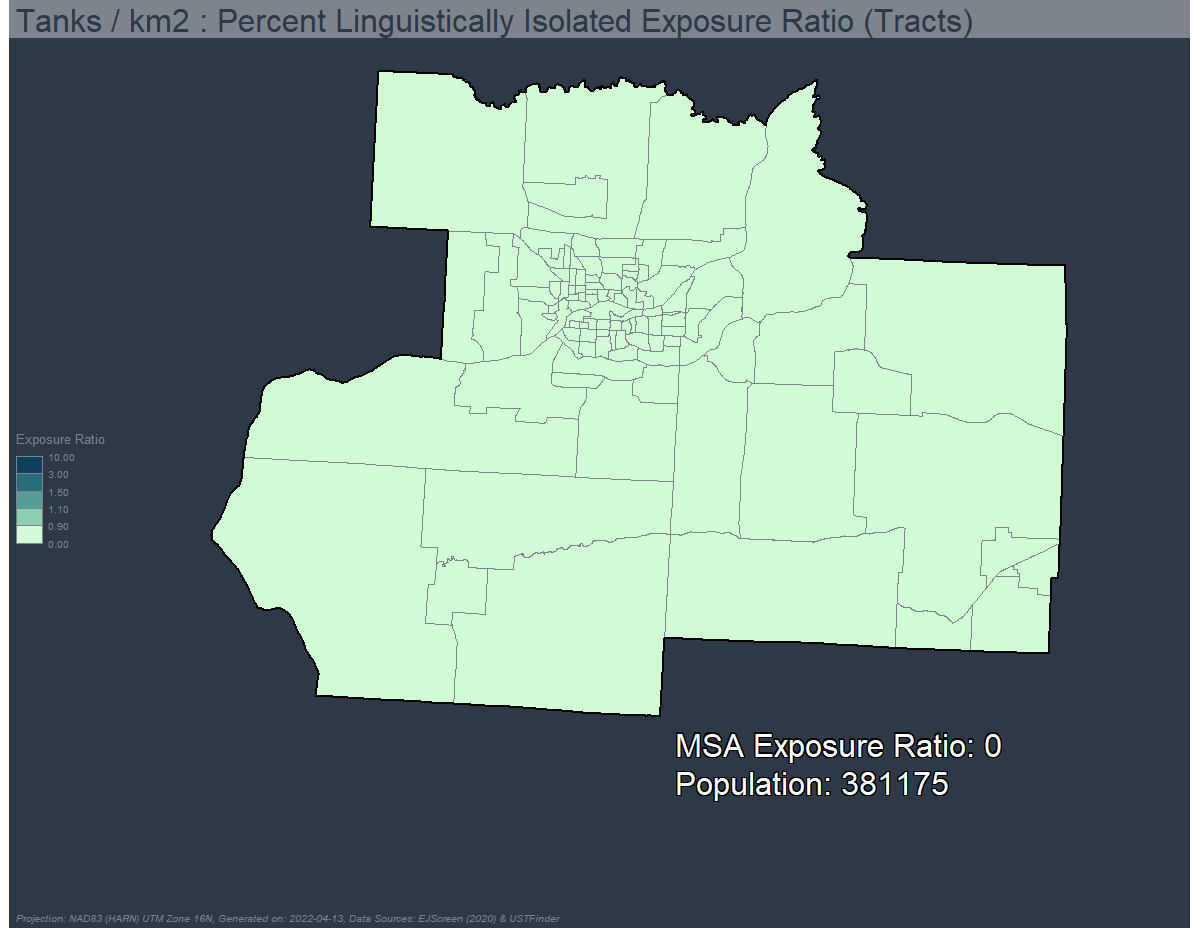 Tanks / km2 : Percent Linguistically Isolated Exposure Ratio (Tracts)
Exposure Ratio
10.00
3.00
1.50
1.10
0.90
0.00
MSA Exposure Ratio: 0
Population: 381175
Projection: NAD83 (HARN) UTM Zone 16N, Generated on: 2022-04-13, Data Sources: EJScreen (2020) & USTFinder